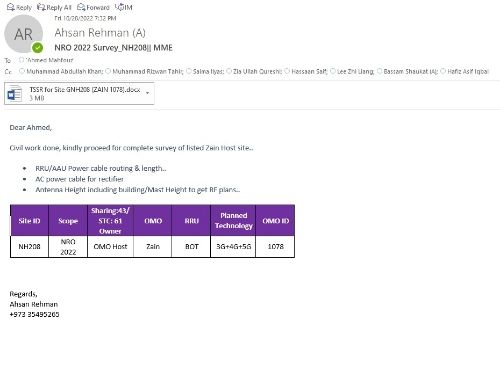 Reply Reply All Forward IM
Fri 10/28/2022 7:32 PM
AR
Ahsan Rehman (A)
NRO 2022 Survey_NH208|| MME
To 'Ahmed Mahfouf'
Cc Muhammad Abdullah Khan; Muhammad Rizwan Tahir; Salma Ilyas; Zia Ullah Qureshi; Hassaan Saif; Lee Zhi Liang; Bassam Shaukat (A); Hafiz Asif Iqbal
TSSR for Site GNH208 (ZAIN 1078).docx
3 MB
Dear Ahmed,
Civil work done, kindly proceed for complete survey of listed Zain Host site..
• RRU/AAU Power cable routing & length..
• AC power cable for rectifier
• Antenna Height including building/Mast Height to get RF plans..
Site ID Scope Sharing:43/ STC: 61 Owner OMO RRU Planned Technology OMO ID
NH208 NRO 2022 OMO Host Zain BOT 3G+4G+5G 1078
Regards,
Ahsan Rehman
+973 35495265